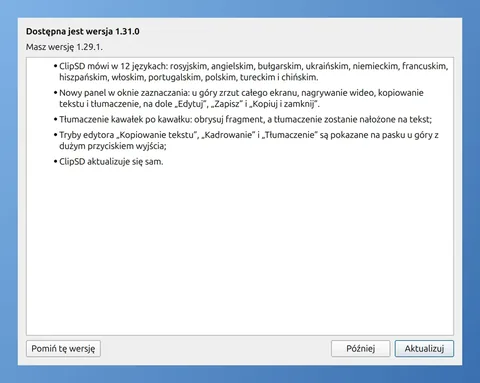 Dostępna jest wersja 1.31.0
Masz wersję 1.29.1.
• ClipSD mówi w 12 językach: rosyjskim, angielskim, bułgarskim, ukraińskim, niemieckim, francuskim,
hiszpańskim, włoskim, portugalskim, polskim, tureckim i chińskim.
• Nowy panel w oknie zaznaczania: u góry zrzut całego ekranu, nagrywanie wideo, kopiowanie
tekstu i tłumaczenie, na dole „Edytuj”, „Zapisz” i „Kopiuj i zamknij”.
• Tłumaczenie kawałek po kawałku: obrysuj fragment, a tłumaczenie zostanie nałożone na tekst;
• Tryby edytora „Kopiowanie tekstu”, „Kadrowanie” i „Tłumaczenie” są pokazane na pasku u góry z
dużym przyciskiem wyjścia;
• ClipSD aktualizuje się sam.
Pomiń tę wersję
Później
Aktualizuj